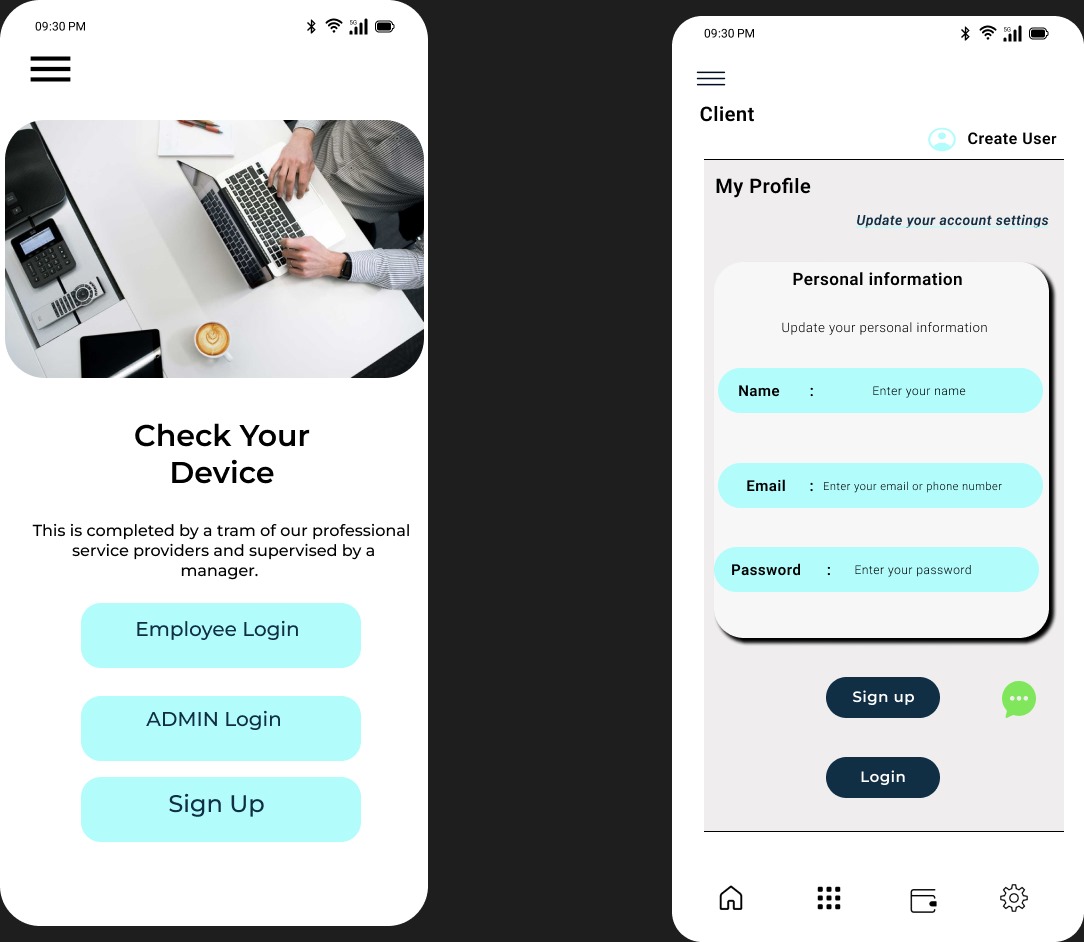 09:30 PM
5G
Check Your
Device
This is completed by a tram of our professional
service providers and supervised by a
manager.
Employee Login
ADMIN Login
Sign Up
09:30 PM
5G
Client
Create User
My Profile
Update your account settings
Personal information
Update your personal information
Name : Enter your name
Email : Enter your email or phone number
Password : Enter your password
Sign up
Login